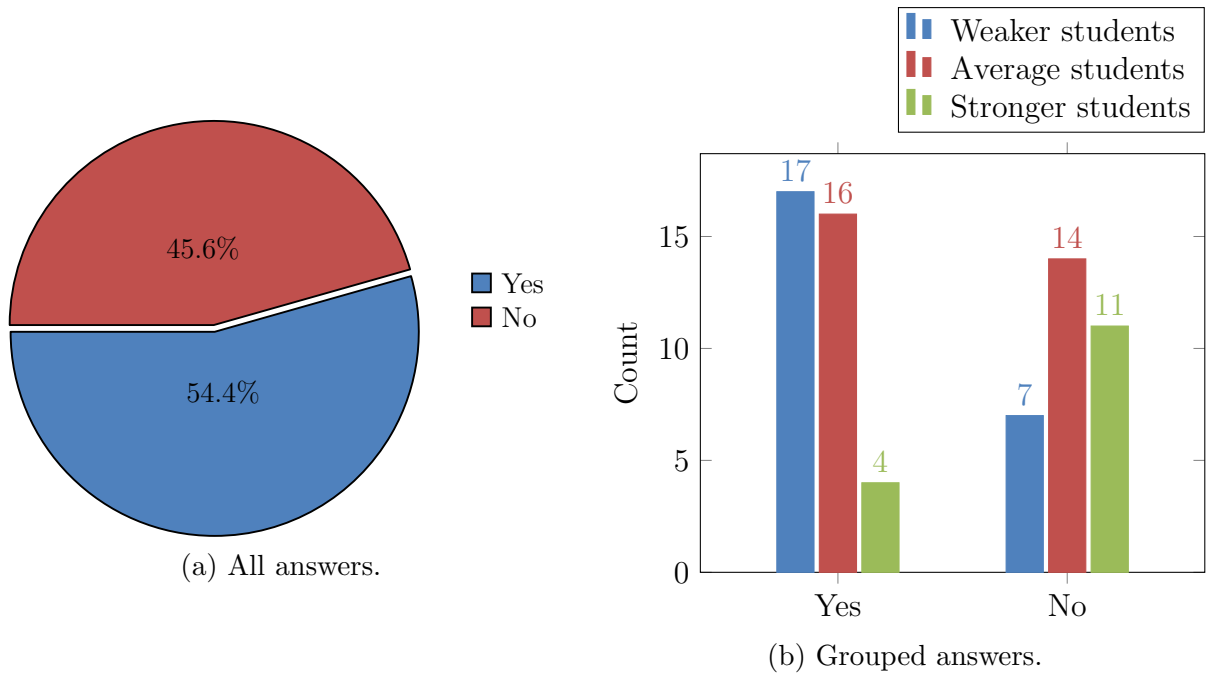 45.6%
54.4%
Yes
No
(a) All answers.
Weaker students
Average students
Stronger students
17
16
4
7
14
11
15
10
5
0
Count
Yes
No
(b) Grouped answers.